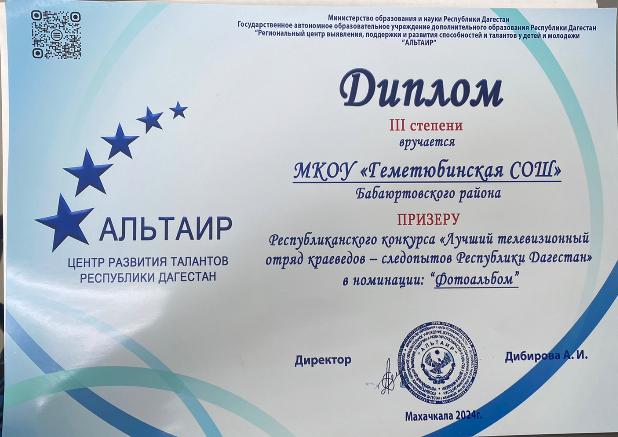 Министерство образования и науки Республики Дагестан
Государственное автономное образовательное учреждение дополнительного образования Республики Дагестан
"Региональный центр выявления, поддержки и развития способностей и талантов у детей и молодежи
"АЛЬТАИР"
Диплом
III степени
вручается
МКОУ «Геметюбинская СОШ»
Бабаюртовского района
ПРИЗЕРУ
Республиканского конкурса «Лучший телевизионный
отряд краеведов – следопытов Республики Дагестан»
в номинации: "Фотоальбом"
АЛЬТАИР
ЦЕНТР РАЗВИТИЯ ТАЛАНТОВ
РЕСПУБЛИКИ ДАГЕСТАН
Директор
АЛЬТАИР
Дибирова А. И.
Махачкала 2024г.